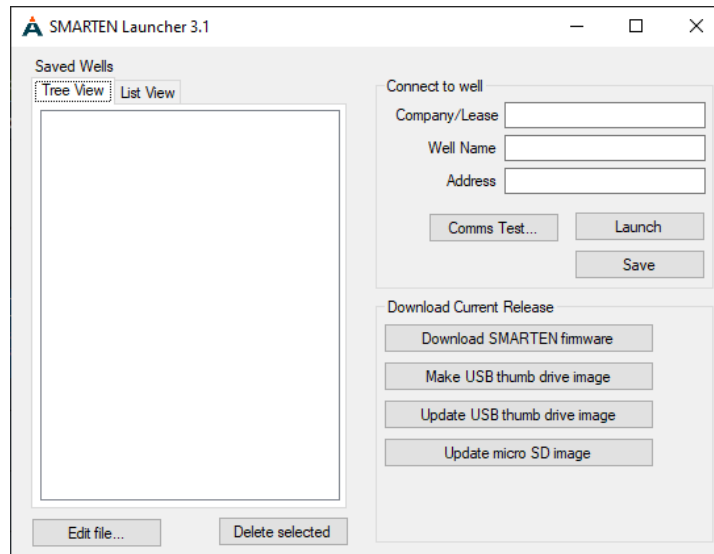 SMARTEN Launcher 3.1
Saved Wells
Tree View
List View
Edit file...
Delete selected
Connect to well
Company/Lease
Well Name
Address
Comms Test...
Launch
Save
Download Current Release
Download SMARTEN firmware
Make USB thumb drive image
Update USB thumb drive image
Update micro SD image